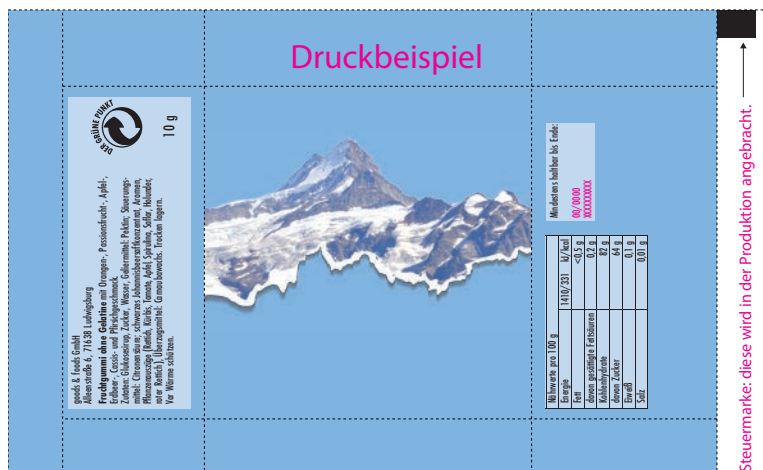 Druckbeispiel
DER GRÜNE PUNKT
10 g
goods & foods GmbH
Alleenstraße 6, 71638 Ludwigsburg
Fruchtgummi ohne Gelatine mit Orangen-, Passionsfrucht-, Apfel-,
Erdbeer-, Cassis- und Pfirsichgeschmack.
Zutaten: Glukosesirup, Zucker, Wasser, Geliermittel: Pektin, Säuerungs-
mittel: Citronensäure; schwarzes Johannisbeersaftkonzentrat, Aromen,
Pflanzenauszüge (Rettich, Kürbis, Tomate, Apfel, Spirulina, Saflor, Holunder,
roter Rettich), Überzugsmittel: Carnaubawachs. Trocken lagern.
Vor Wärme schützen.
Mindestens haltbar bis Ende:
00/0000
XXXXXXXXXX
Nährwerte pro 100 g
Energie 1410/331 kJ/kcal
Fett <0,5 g
davon gesättigte Fettsäuren 0,2 g
Kohlenhydrate 82 g
davon Zucker 64 g
Eiweiß 0,1 g
Salz 0,01 g
Steuermarke: diese wird in der Produktion angebracht.